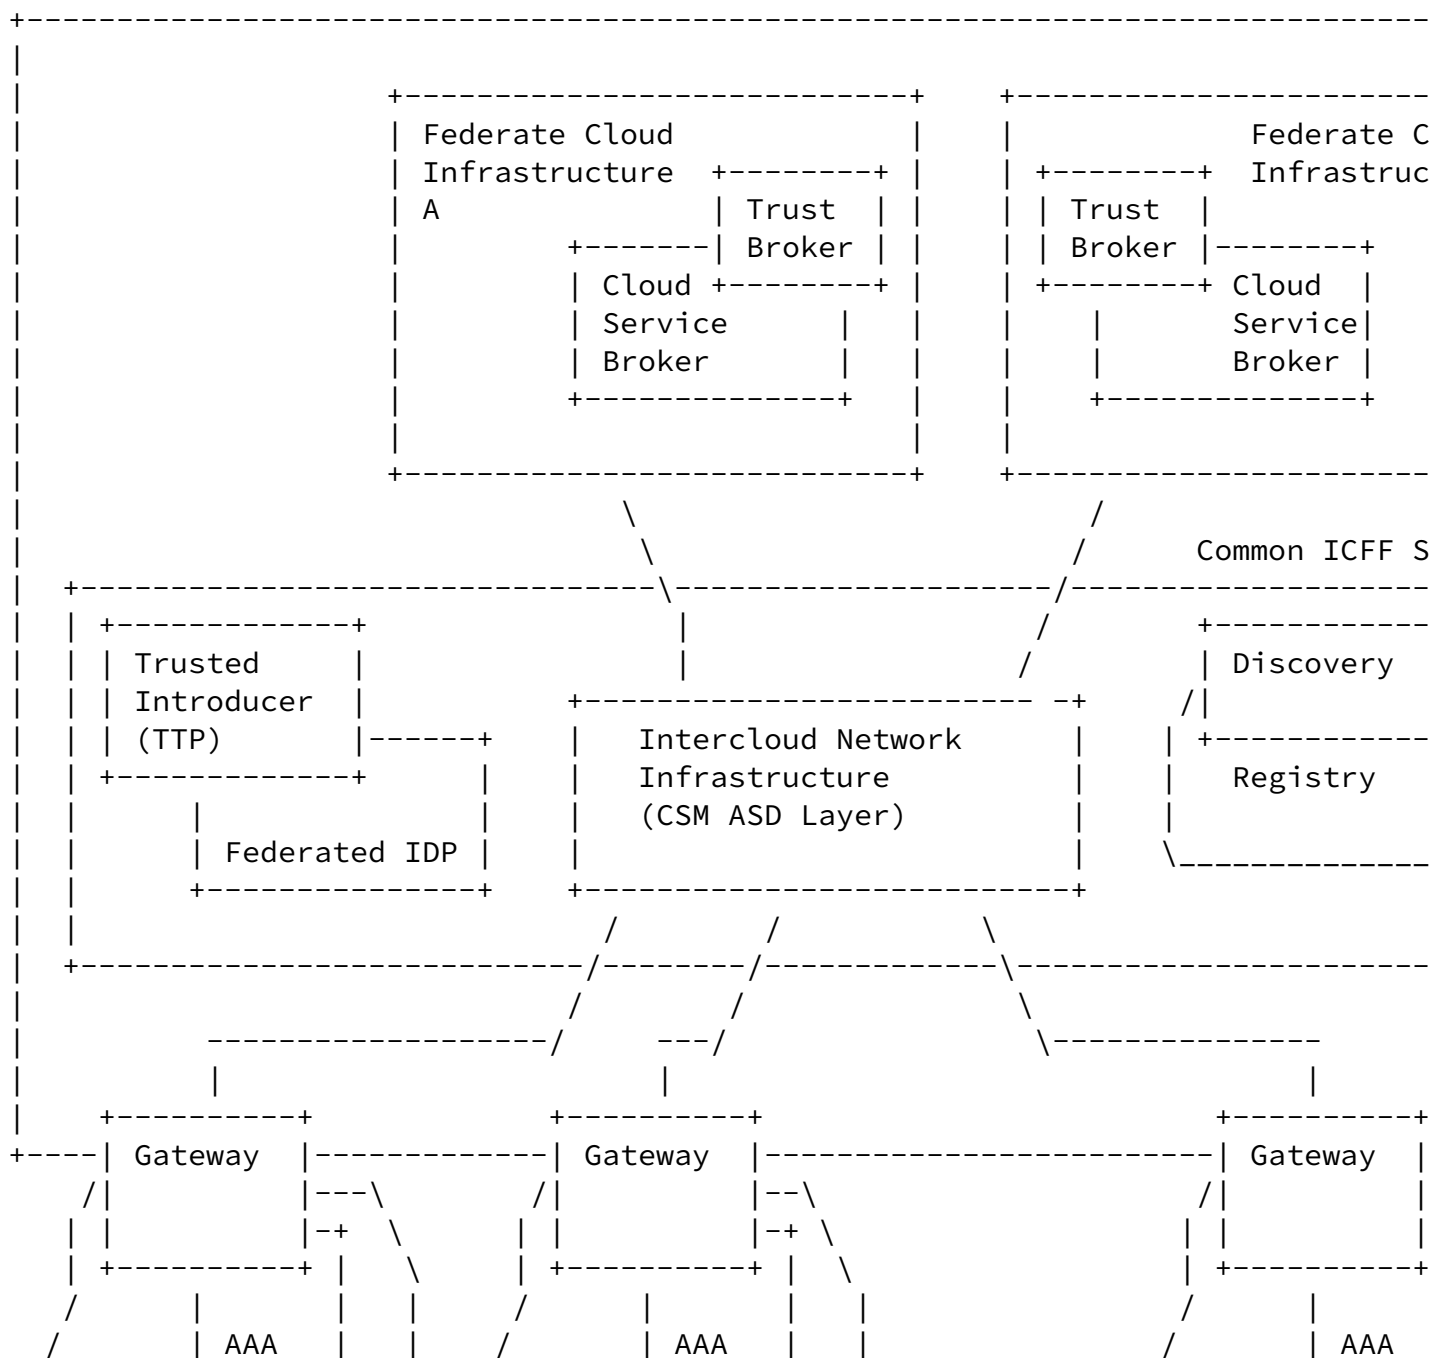 Federate Cloud Federate C
Infrastructure Infrastruc
A Trust Trust
Broker Broker
Cloud Cloud
Service Service
Broker Broker
Common ICFF S
Trusted Discovery
Introducer
(TTP) Intercloud Network
Infrastructure Registry
(CSM ASD Layer)
Federated IDP
Gateway Gateway Gateway
AAA AAA AAA